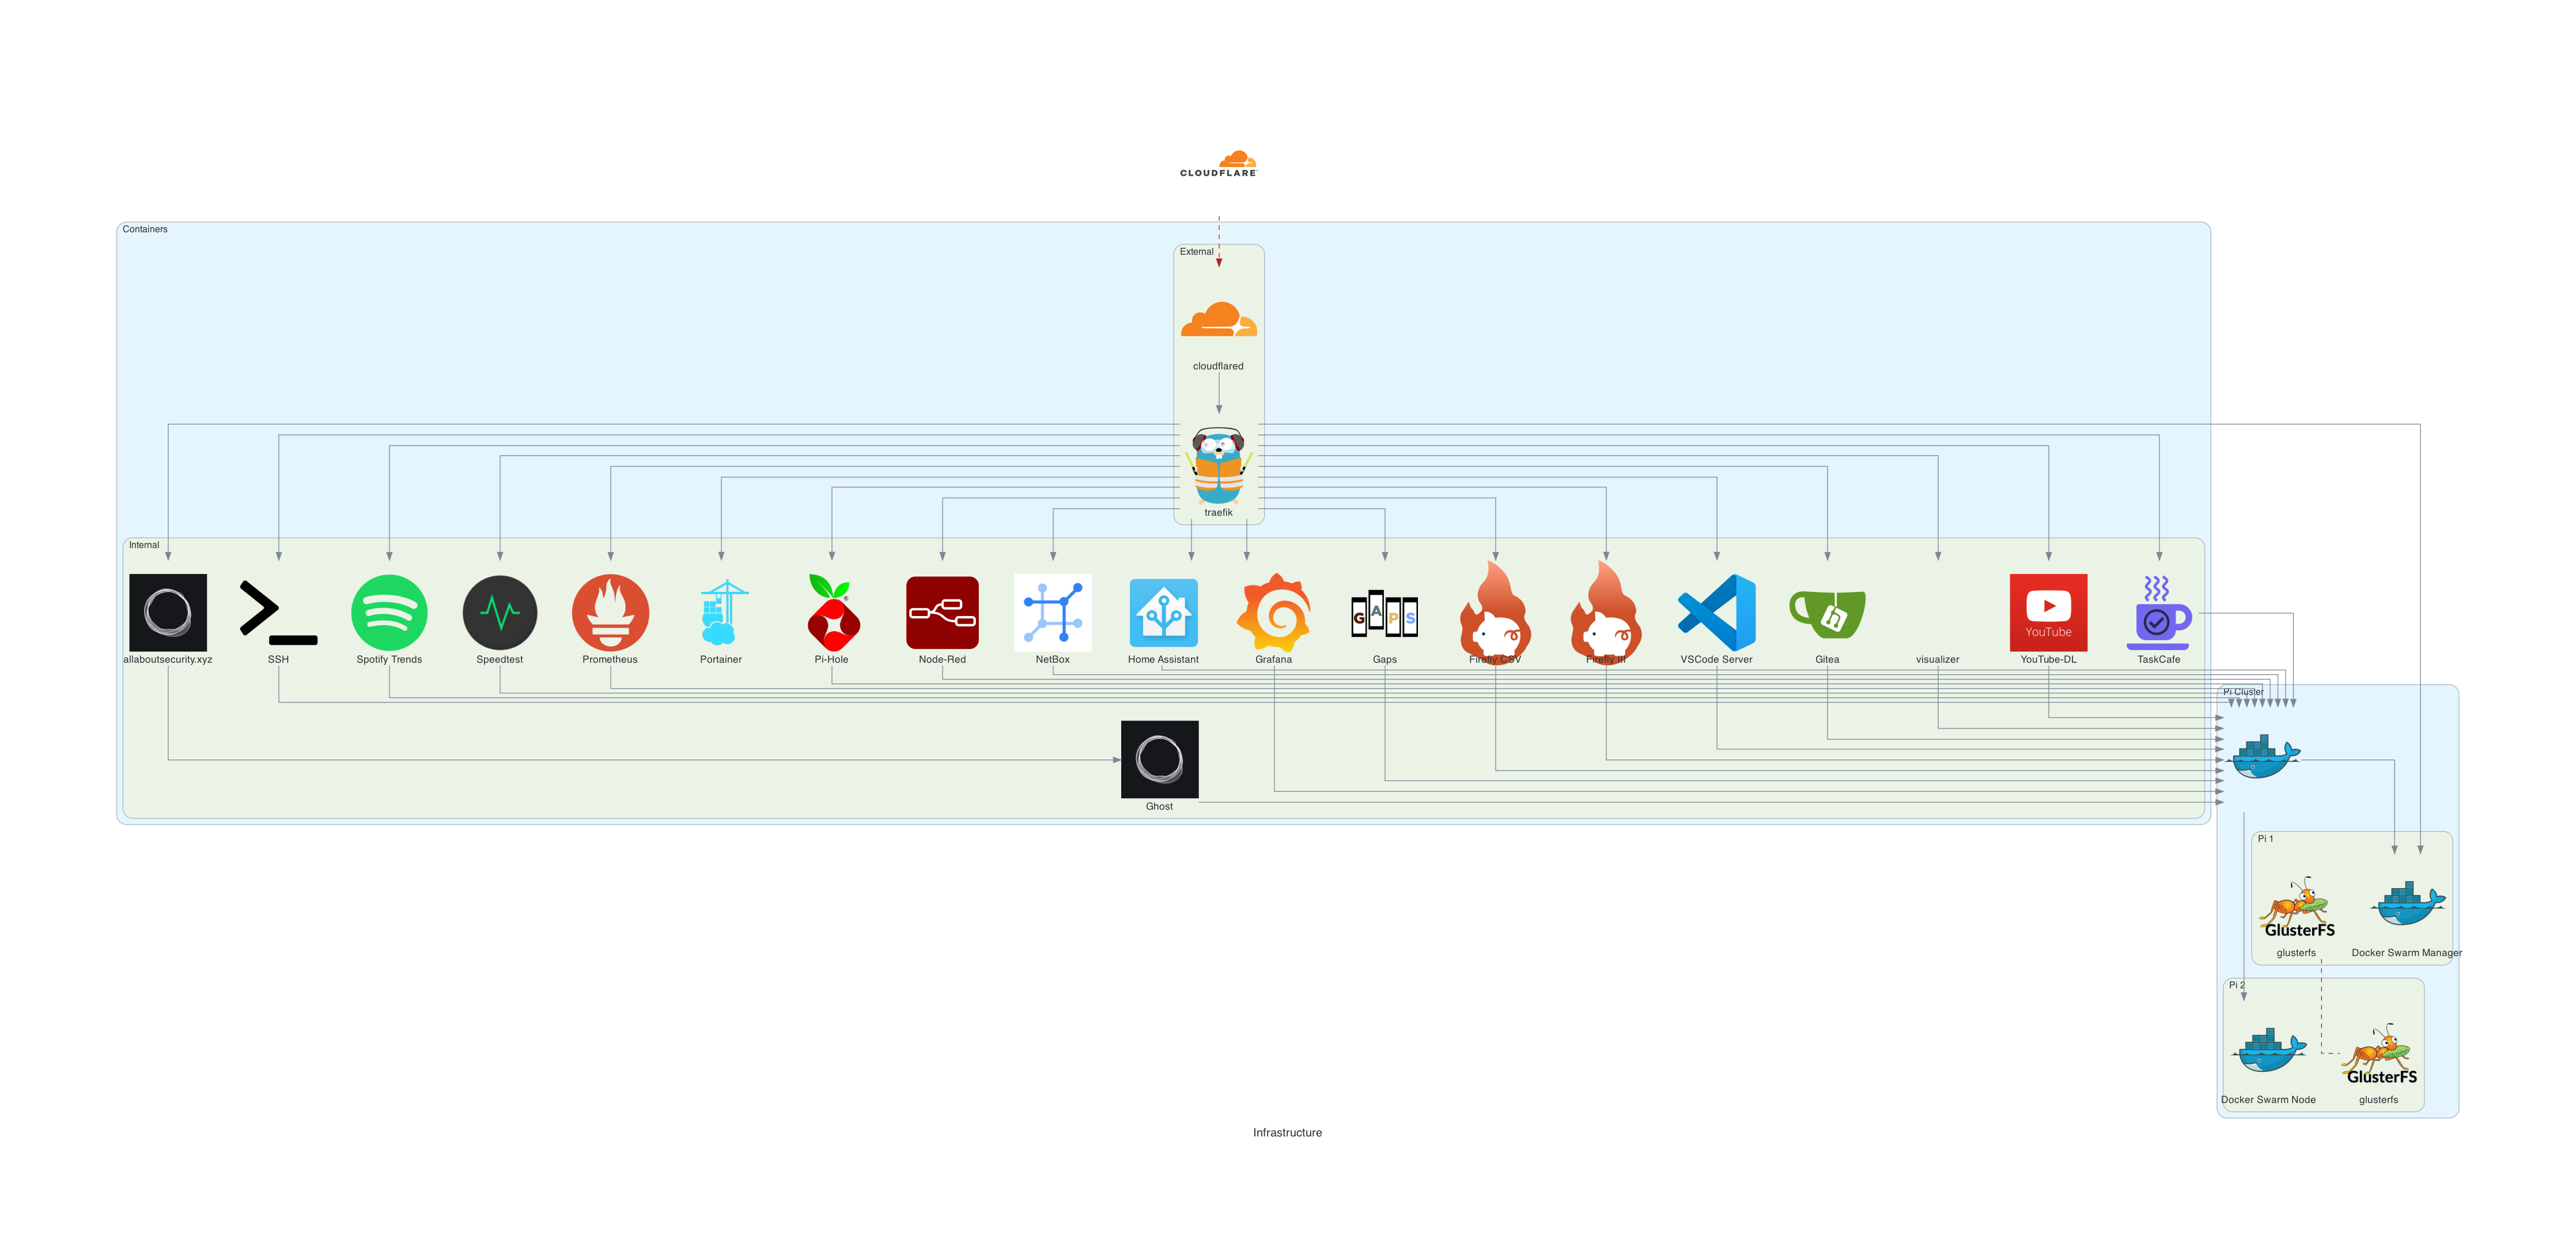 CLOUDFLARE
Containers
External
cloudflared
traefik
Internal
allaboutsecurity.xyz
SSH
Spotify Trends
Speedtest
Prometheus
Portainer
Pi-Hole
Node-Red
NetBox
Home Assistant
Grafana
GAPS
Gaps
Firefly CSV
Firefly III
VSCode Server
Gitea
visualizer
YouTube
YouTube-DL
TaskCafe
Pi Cluster
Ghost
Pi 1
GlusterFS
glusterfs
Docker Swarm Manager
Pi 2
Docker Swarm Node
GlusterFS
glusterfs
Infrastructure